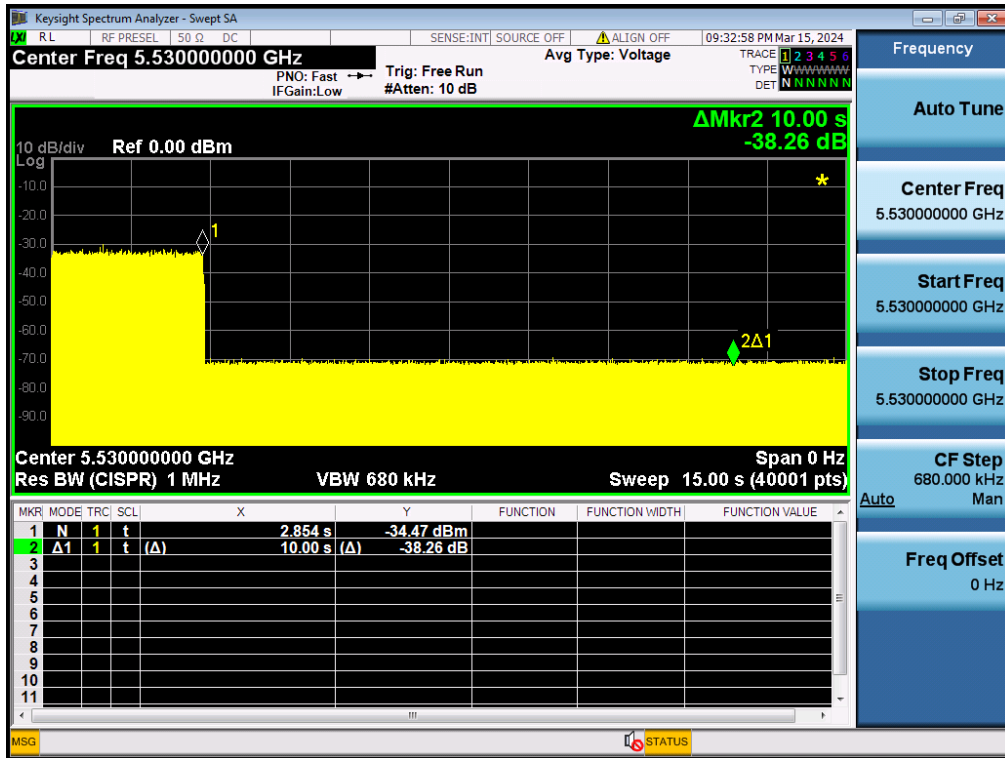 Keysight Spectrum Analyzer - Swept SA
LXI RL RF PRESEL 50 Ω DC SENSE:INT SOURCE OFF ALIGN OFF 09:32:58 PM Mar 15, 2024
Center Freq 5.530000000 GHz Avg Type: Voltage TRACE 1 2 3 4 5 6
PNO: Fast Trig: Free Run TYPE WWWWWW
IFGain:Low #Atten: 10 dB DET N N N N N N
ΔMkr2 10.00 s
10 dB/div Ref 0.00 dBm -38.26 dB
Log
-10.0
-20.0
1
-30.0
-40.0
-50.0
-60.0
2Δ1
-70.0
-80.0
-90.0
Center 5.530000000 GHz Span 0 Hz
Res BW (CISPR) 1 MHz VBW 680 kHz Sweep 15.00 s (40001 pts)
MKR MODE TRC SCL X Y FUNCTION FUNCTION WIDTH FUNCTION VALUE
1 N 1 t 2.854 s -34.47 dBm
2 Δ1 1 t (Δ) 10.00 s (Δ) -38.26 dB
3
4
5
6
7
8
9
10
11
MSG STATUS
Frequency
Auto Tune
Center Freq
5.530000000 GHz
Start Freq
5.530000000 GHz
Stop Freq
5.530000000 GHz
CF Step
680.000 kHz
Auto Man
Freq Offset
0 Hz